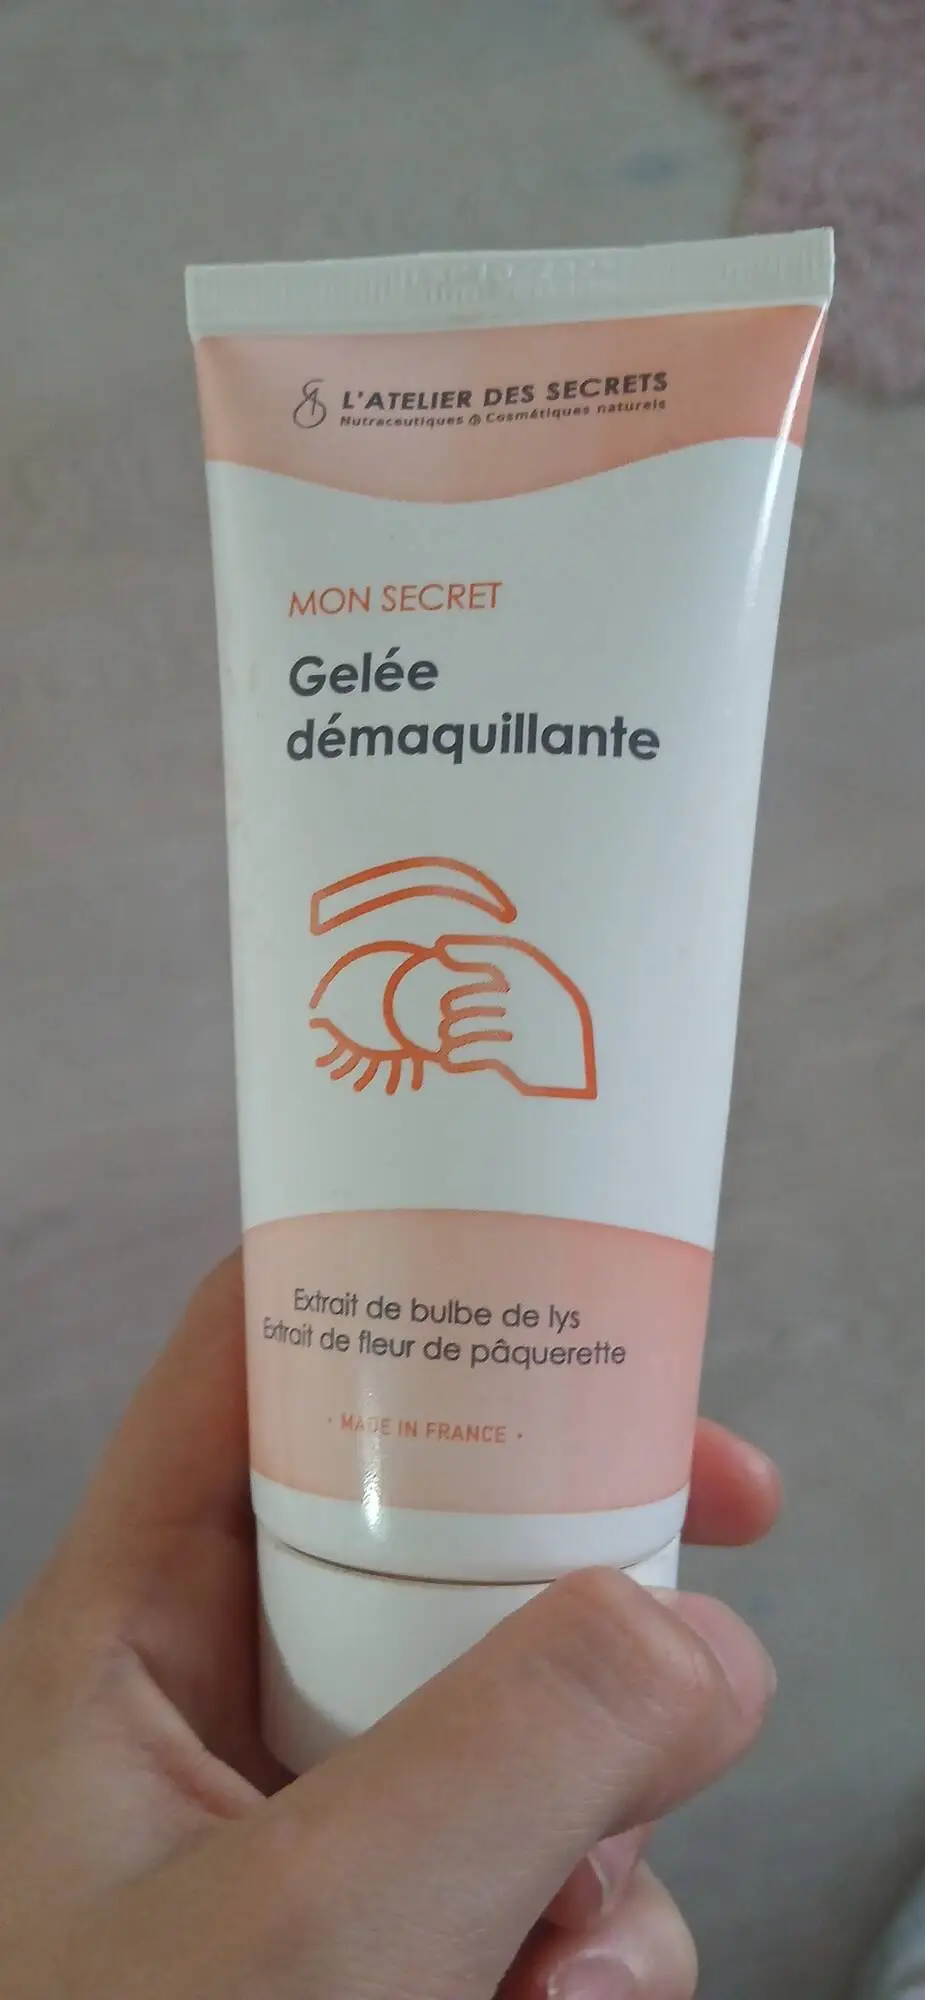 L'ATELIER DES SECRETS
Nutraceutiques & Cosmétiques naturels
MON SECRET
Gelée
démaquillante
Extrait de bulbe de lys
Extrait de fleur de pâquerette
• MADE IN FRANCE •